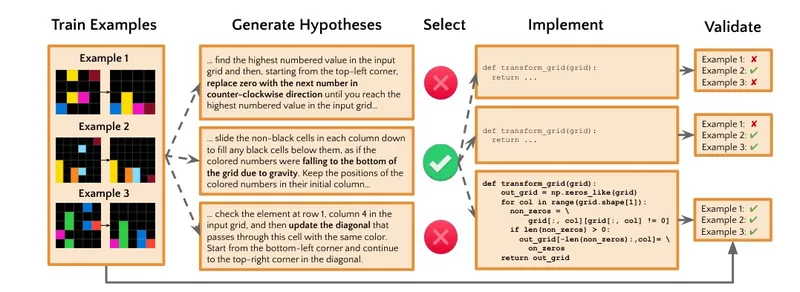 Train Examples
Generate Hypotheses
Select
Implement
Validate
Example 1
Example 2
Example 3
... find the highest numbered value in the input
grid and then, starting from the top-left corner,
replace zero with the next number in
counter-clockwise direction until you reach the
highest numbered value in the input grid...
... slide the non-black cells in each column down
to fill any black cells below them, as if the
colored numbers were falling to the bottom of
the grid due to gravity. Keep the positions of
the colored numbers in their initial column...
... check the element at row 1, column 4 in the
input grid, and then update the diagonal that
passes through this cell with the same color.
Start from the bottom-left corner and continue
to the top-right corner in the diagonal.
def transform_grid(grid):
return ...
def transform_grid(grid):
return ...
def transform_grid(grid):
out_grid = np.zeros_like(grid)
for col in range(grid.shape[1]):
non_zeros = \
grid[:, col][grid[:, col] != 0]
if len(non_zeros) > 0:
out_grid[-len(non_zeros):,col]= \
non_zeros
return out_grid
Example 1: ✘
Example 2: ✓
Example 3: ✘
Example 1: ✘
Example 2: ✓
Example 3: ✓
Example 1: ✓
Example 2: ✓
Example 3: ✓